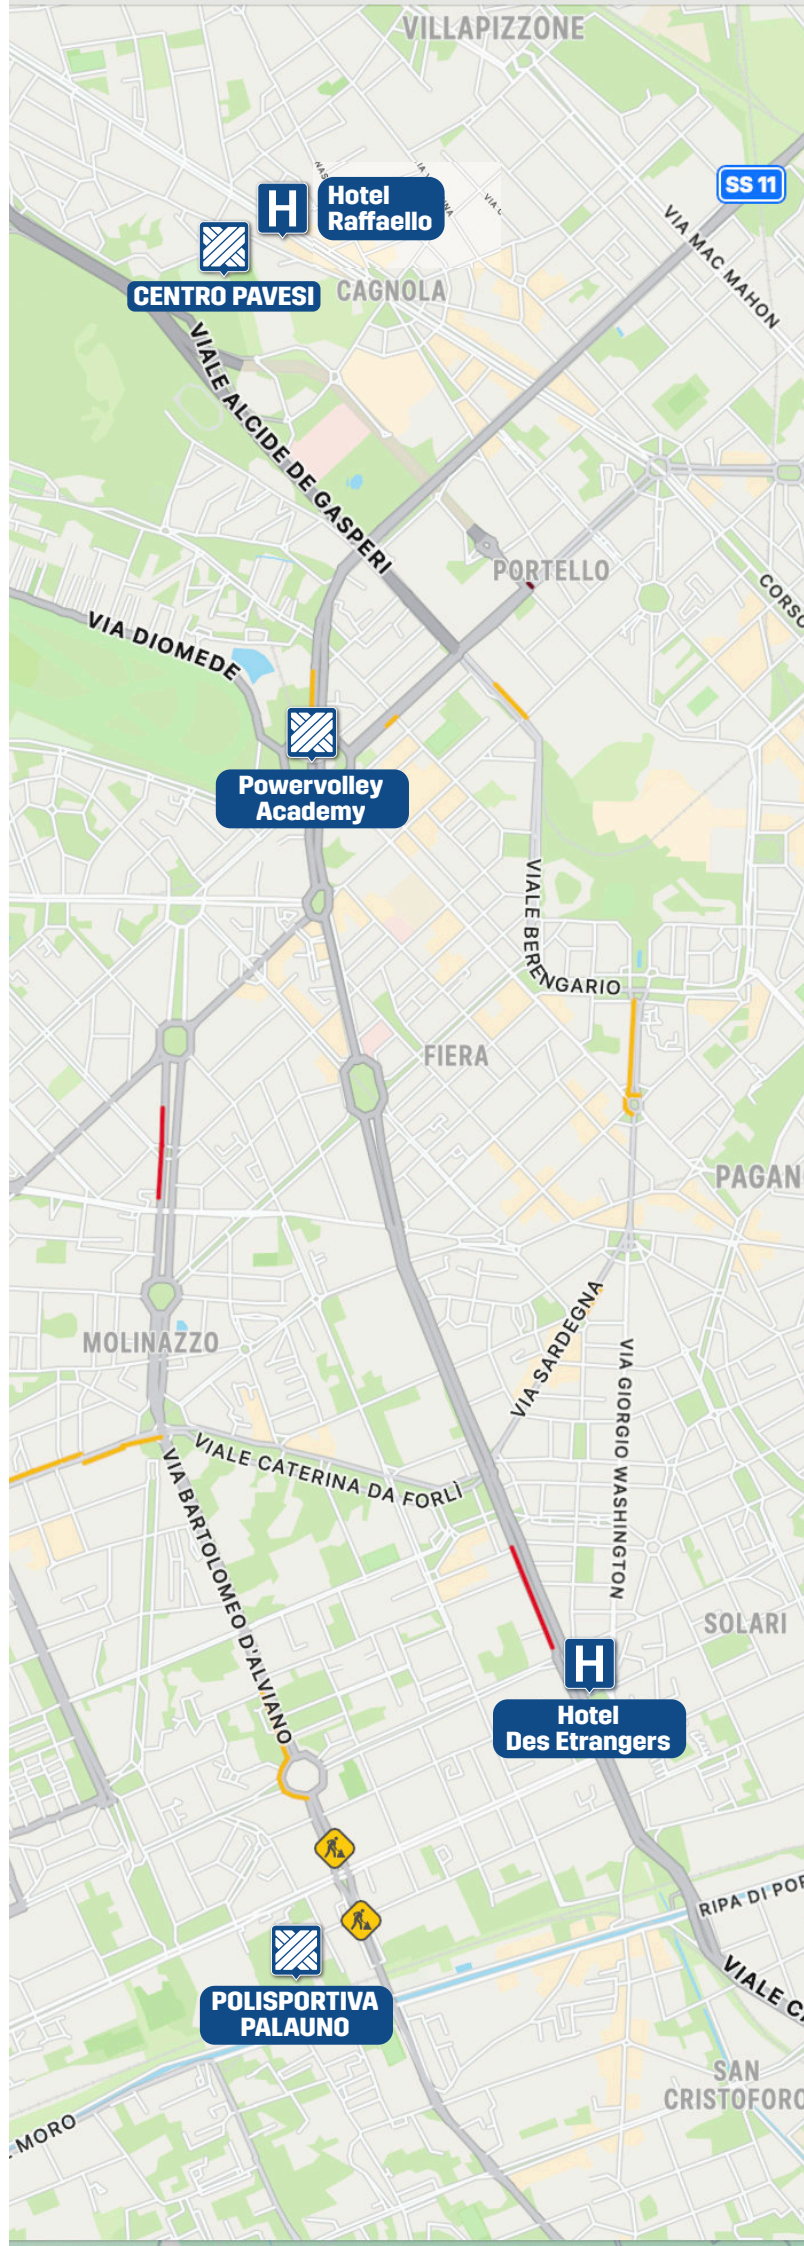 VILLAPIZZONE
SS 11
H
Hotel
Raffaello
VIA MAC MAHON
CENTRO PAVESI
CAGNOLA
VIALE ALCIDE DE GASPERI
PORTELLO
CORSO
VIA DIOMEDE
Powervolley
Academy
VIALE BERENGARIO
FIERA
PAGAN
VIA SARDEGNA
MOLINAZZO
VIA GIORGIO WASHINGTON
VIALE CATERINA DA FORLÌ
VIA BARTOLOMEO D'ALVIANO
SOLARI
H
Hotel
Des Etrangers
RIPA DI POR
POLISPORTIVA
PALAUNO
VIALE C
SAN
CRISTOFORO
MORO